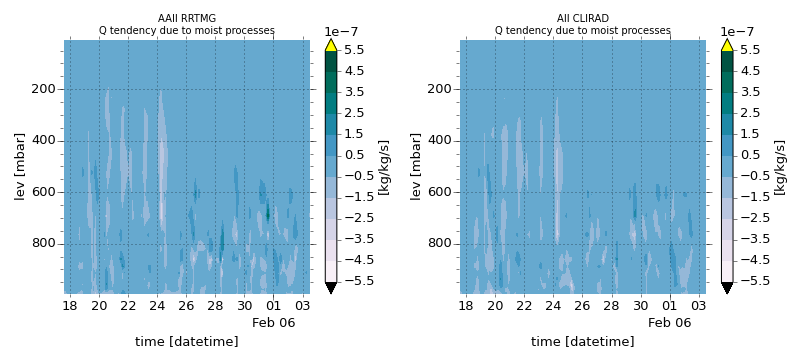 AAll RRTMG
Q tendency due to moist processes
1e−7
5.5
4.5
3.5
2.5
1.5
0.5
−0.5
−1.5
−2.5
−3.5
−4.5
−5.5
[kg/kg/s]
lev [mbar]
200
400
600
800
18 20 22 24 26 28 30 01 03
Feb 06
time [datetime]
All CLIRAD
Q tendency due to moist processes
1e−7
5.5
4.5
3.5
2.5
1.5
0.5
−0.5
−1.5
−2.5
−3.5
−4.5
−5.5
[kg/kg/s]
lev [mbar]
200
400
600
800
18 20 22 24 26 28 30 01 03
Feb 06
time [datetime]